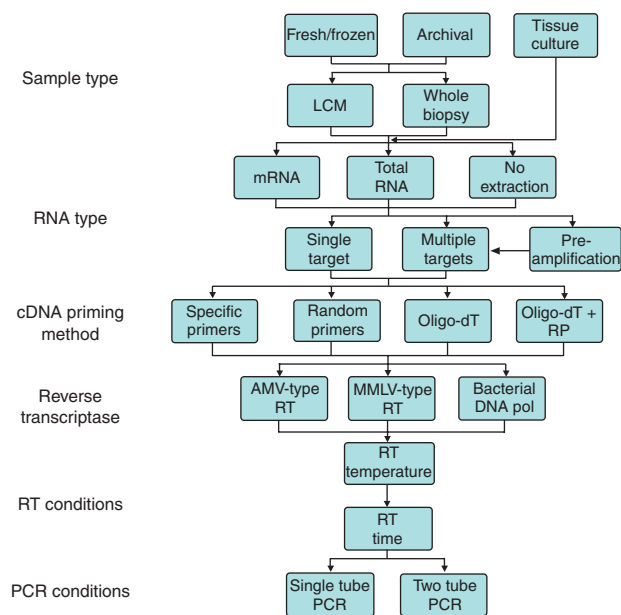 Fresh/frozen
Archival
Tissue
culture
Sample type
LCM
Whole
biopsy
mRNA
Total
RNA
No
extraction
RNA type
Single
target
Multiple
targets
Pre-
amplification
cDNA priming
method
Specific
primers
Random
primers
Oligo-dT
Oligo-dT +
RP
Reverse
transcriptase
AMV-type
RT
MMLV-type
RT
Bacterial
DNA pol
RT
temperature
RT conditions
RT
time
PCR conditions
Single tube
PCR
Two tube
PCR